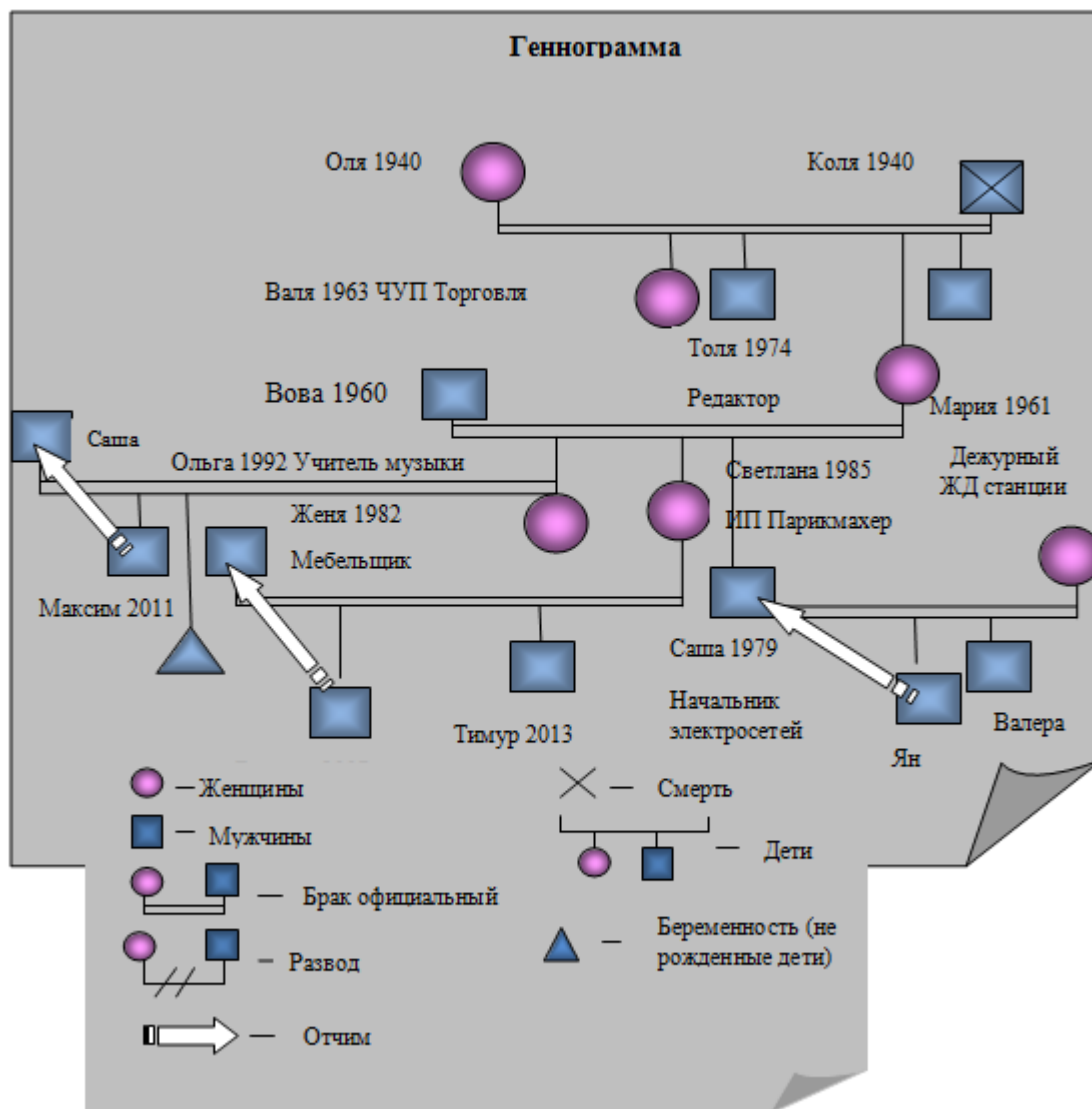 Геннограмма
Оля 1940
Коля 1940
Валя 1963 ЧУП Торговля
Толя 1974
Редактор
Вова 1960
Мария 1961
Дежурный
ЖД станции
Саша
Ольга 1992 Учитель музыки
Светлана 1985
ИП Парикмахер
Женя 1982
Мебельщик
Максим 2011
Саша 1979
Начальник
электросетей
Тимур 2013
Ян
Валера
Женщины
Мужчины
Брак официальный
Развод
Отчим
Смерть
Дети
Беременность (не
рожденные дети)